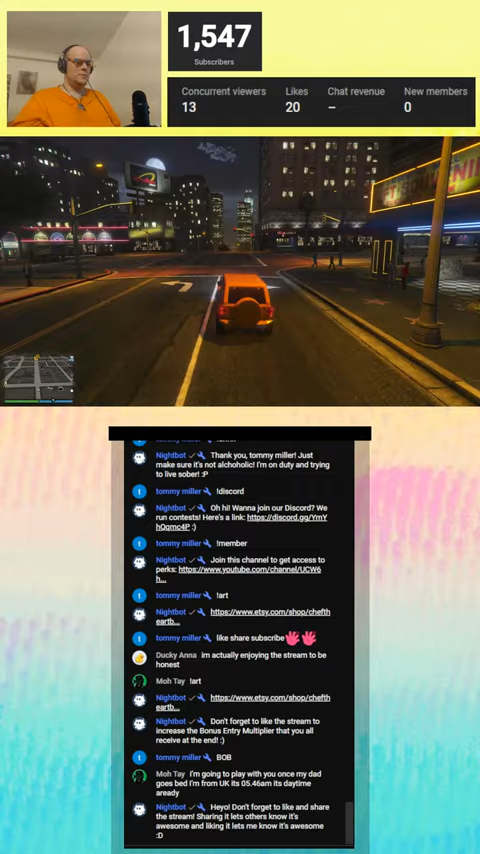 1,547
Subscribers
Concurrent viewers
Likes
Chat revenue
New members
13
20
–
0
Nightbot Thank you, tommy miller! Just
make sure it's not alchoholic! I'm on duty and trying
to live sober! :P
tommy miller !discord
Nightbot Oh hi! Wanna join our Discord? We
run contests! Here's a link: https://discord.gg/YmY
hQqmc4P :)
tommy miller !member
Nightbot Join this channel to get access to
perks: https://www.youtube.com/channel/UCW6
h...
tommy miller !art
Nightbot https://www.etsy.com/shop/chefth
eartb...
tommy miller like share subscribe
Ducky Anna im actually enjoying the stream to be
honest
Moh Tay !art
Nightbot https://www.etsy.com/shop/chefth
eartb...
Nightbot Don't forget to like the stream to
increase the Bonus Entry Multiplier that you all
receive at the end! :)
tommy miller BOB
Moh Tay I'm going to play with you once my dad
goes bed I'm from UK its 05.46am its daytime
aready
Nightbot Heyo! Don't forget to like and share
the stream! Sharing it lets others know it's
awesome and liking it lets me know it's awesome
:D